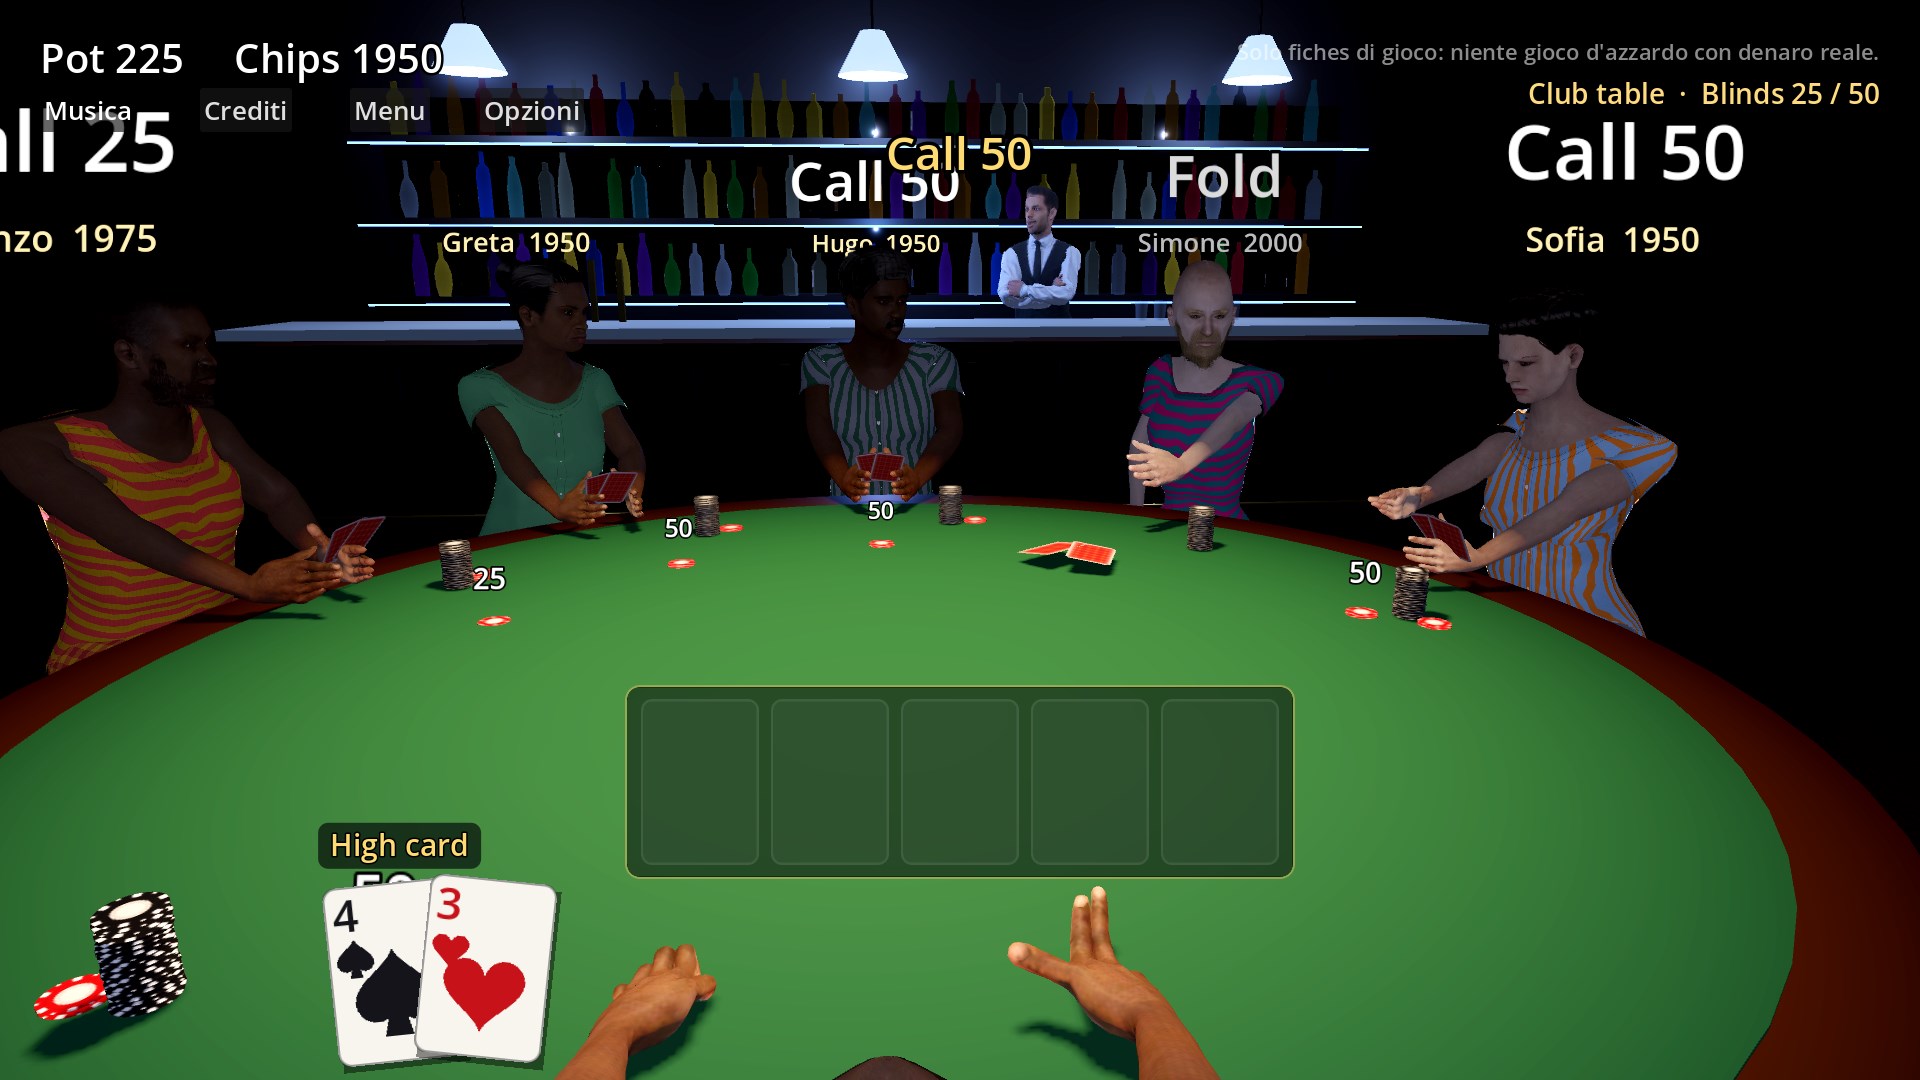 Pot 225 Chips 1950
Solo fiches di gioco: niente gioco d'azzardo con denaro reale.
Musica Crediti Menu Opzioni
Club table · Blinds 25 / 50
25
Call 50
Call 50
Fold
Call 50
1975
Greta 1950
Hugo 1950
Simone 2000
Sofia 1950
50
50
25
50
High card
4
3